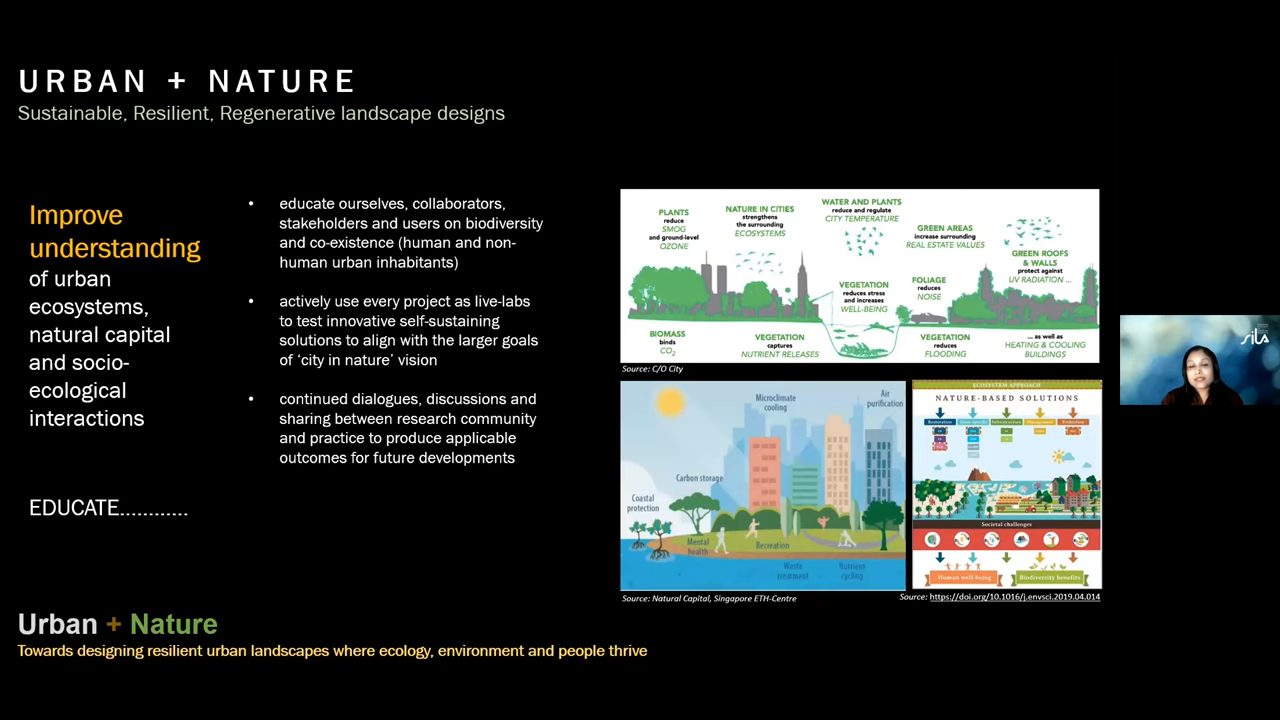 URBAN + NATURE
Sustainable, Resilient, Regenerative landscape designs
Improve
understanding
of urban
ecosystems,
natural capital
and socio-
ecological
interactions
EDUCATE...........
• educate ourselves, collaborators,
stakeholders and users on biodiversity
and co-existence (human and non-
human urban inhabitants)
• actively use every project as live-labs
to test innovative self-sustaining
solutions to align with the larger goals
of ‘city in nature’ vision
• continued dialogues, discussions and
sharing between research community
and practice to produce applicable
outcomes for future developments
PLANTS
reduce
SMOG
and ground-level
OZONE
NATURE IN CITIES
strengthens
the surrounding
ECOSYSTEMS
WATER AND PLANTS
reduce and regulate
CITY TEMPERATURE
GREEN AREAS
increase surrounding
REAL ESTATE VALUES
GREEN ROOFS
& WALLS
protect against
UV RADIATION ...
VEGETATION
reduces stress
and increases
WELL-BEING
FOLIAGE
reduces
NOISE
BIOMASS
binds
CO2
VEGETATION
captures
NUTRIENT RELEASES
VEGETATION
reduces
FLOODING
... as well as
HEATING & COOLING
BUILDINGS
Source: C/O City
Microclimate
cooling
Air
purification
Carbon storage
Coastal
protection
Mental
health
Recreation
Waste
treatment
Nutrient
cycling
Source: Natural Capital, Singapore ETH-Centre
ECOSYSTEM APPROACH
NATURE-BASED SOLUTIONS
Restoration
Infrastructure
Management
Protection
Societal challenges
Human well-being
Biodiversity benefits
Source: https://doi.org/10.1016/j.envsci.2019.04.014
sila
Urban + Nature
Towards designing resilient urban landscapes where ecology, environment and people thrive